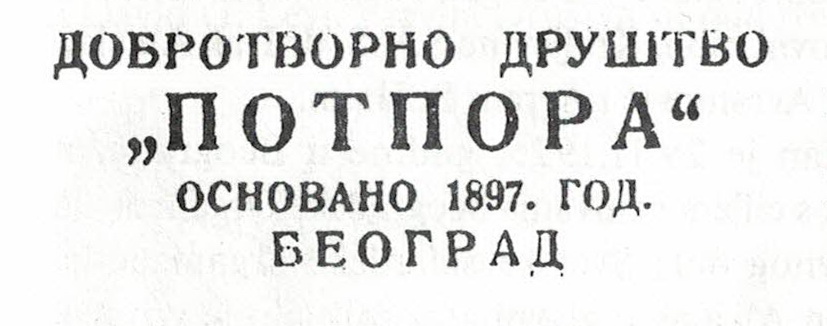 ДОБРОТВОРНО ДРУШТВО
„ПОТПОРА“
ОСНОВАНО 1897. ГОД.
БЕОГРАД